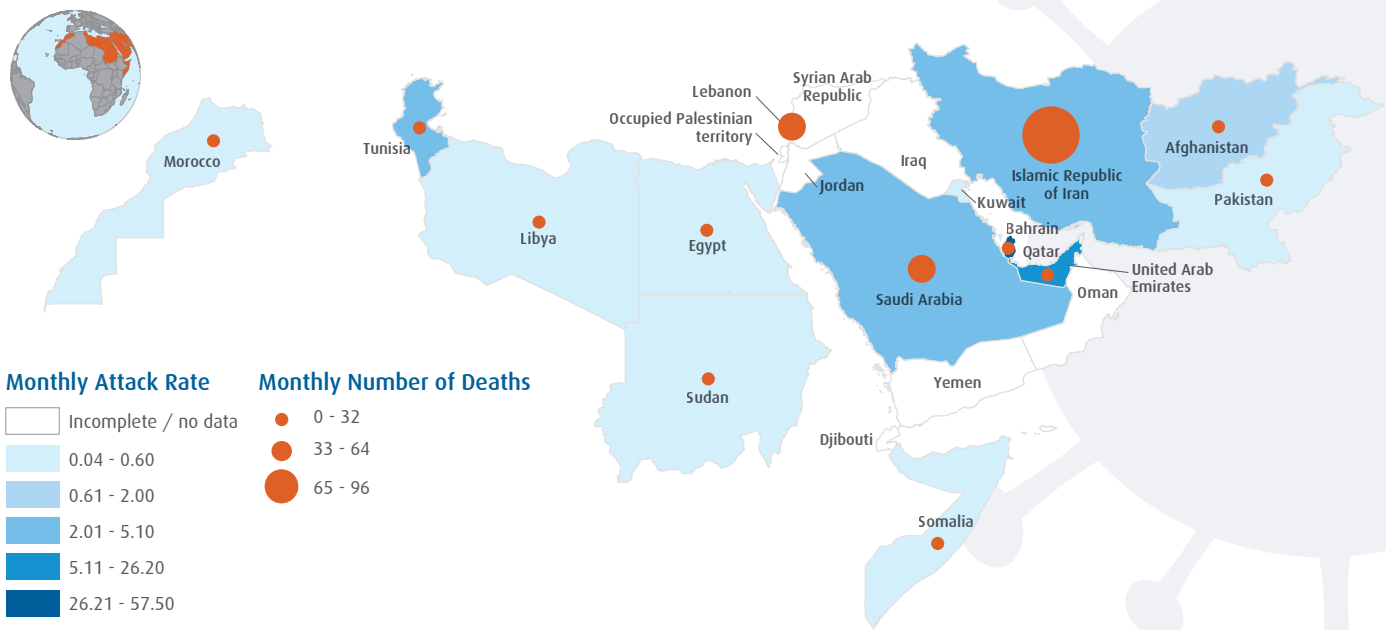 Morocco
Tunisia
Libya
Egypt
Sudan
Lebanon
Syrian Arab
Republic
Occupied Palestinian
territory
Jordan
Iraq
Kuwait
Saudi Arabia
Bahrain
Qatar
United Arab
Emirates
Oman
Yemen
Djibouti
Somalia
Islamic Republic
of Iran
Afghanistan
Pakistan
Monthly Attack Rate
Incomplete / no data
0.04 - 0.60
0.61 - 2.00
2.01 - 5.10
5.11 - 26.20
26.21 - 57.50
Monthly Number of Deaths
0 - 32
33 - 64
65 - 96